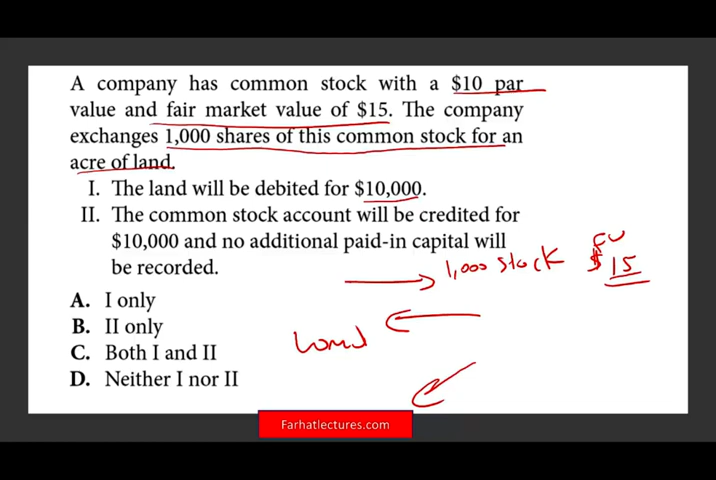 A company has common stock with a $10 par
value and fair market value of $15. The company
exchanges 1,000 shares of this common stock for an
acre of land.
I. The land will be debited for $10,000.
II. The common stock account will be credited for
$10,000 and no additional paid-in capital will
be recorded.
1,000 stock
FV
$15
A. I only
B. II only
Land
C. Both I and II
D. Neither I nor II
Farhatlectures.com